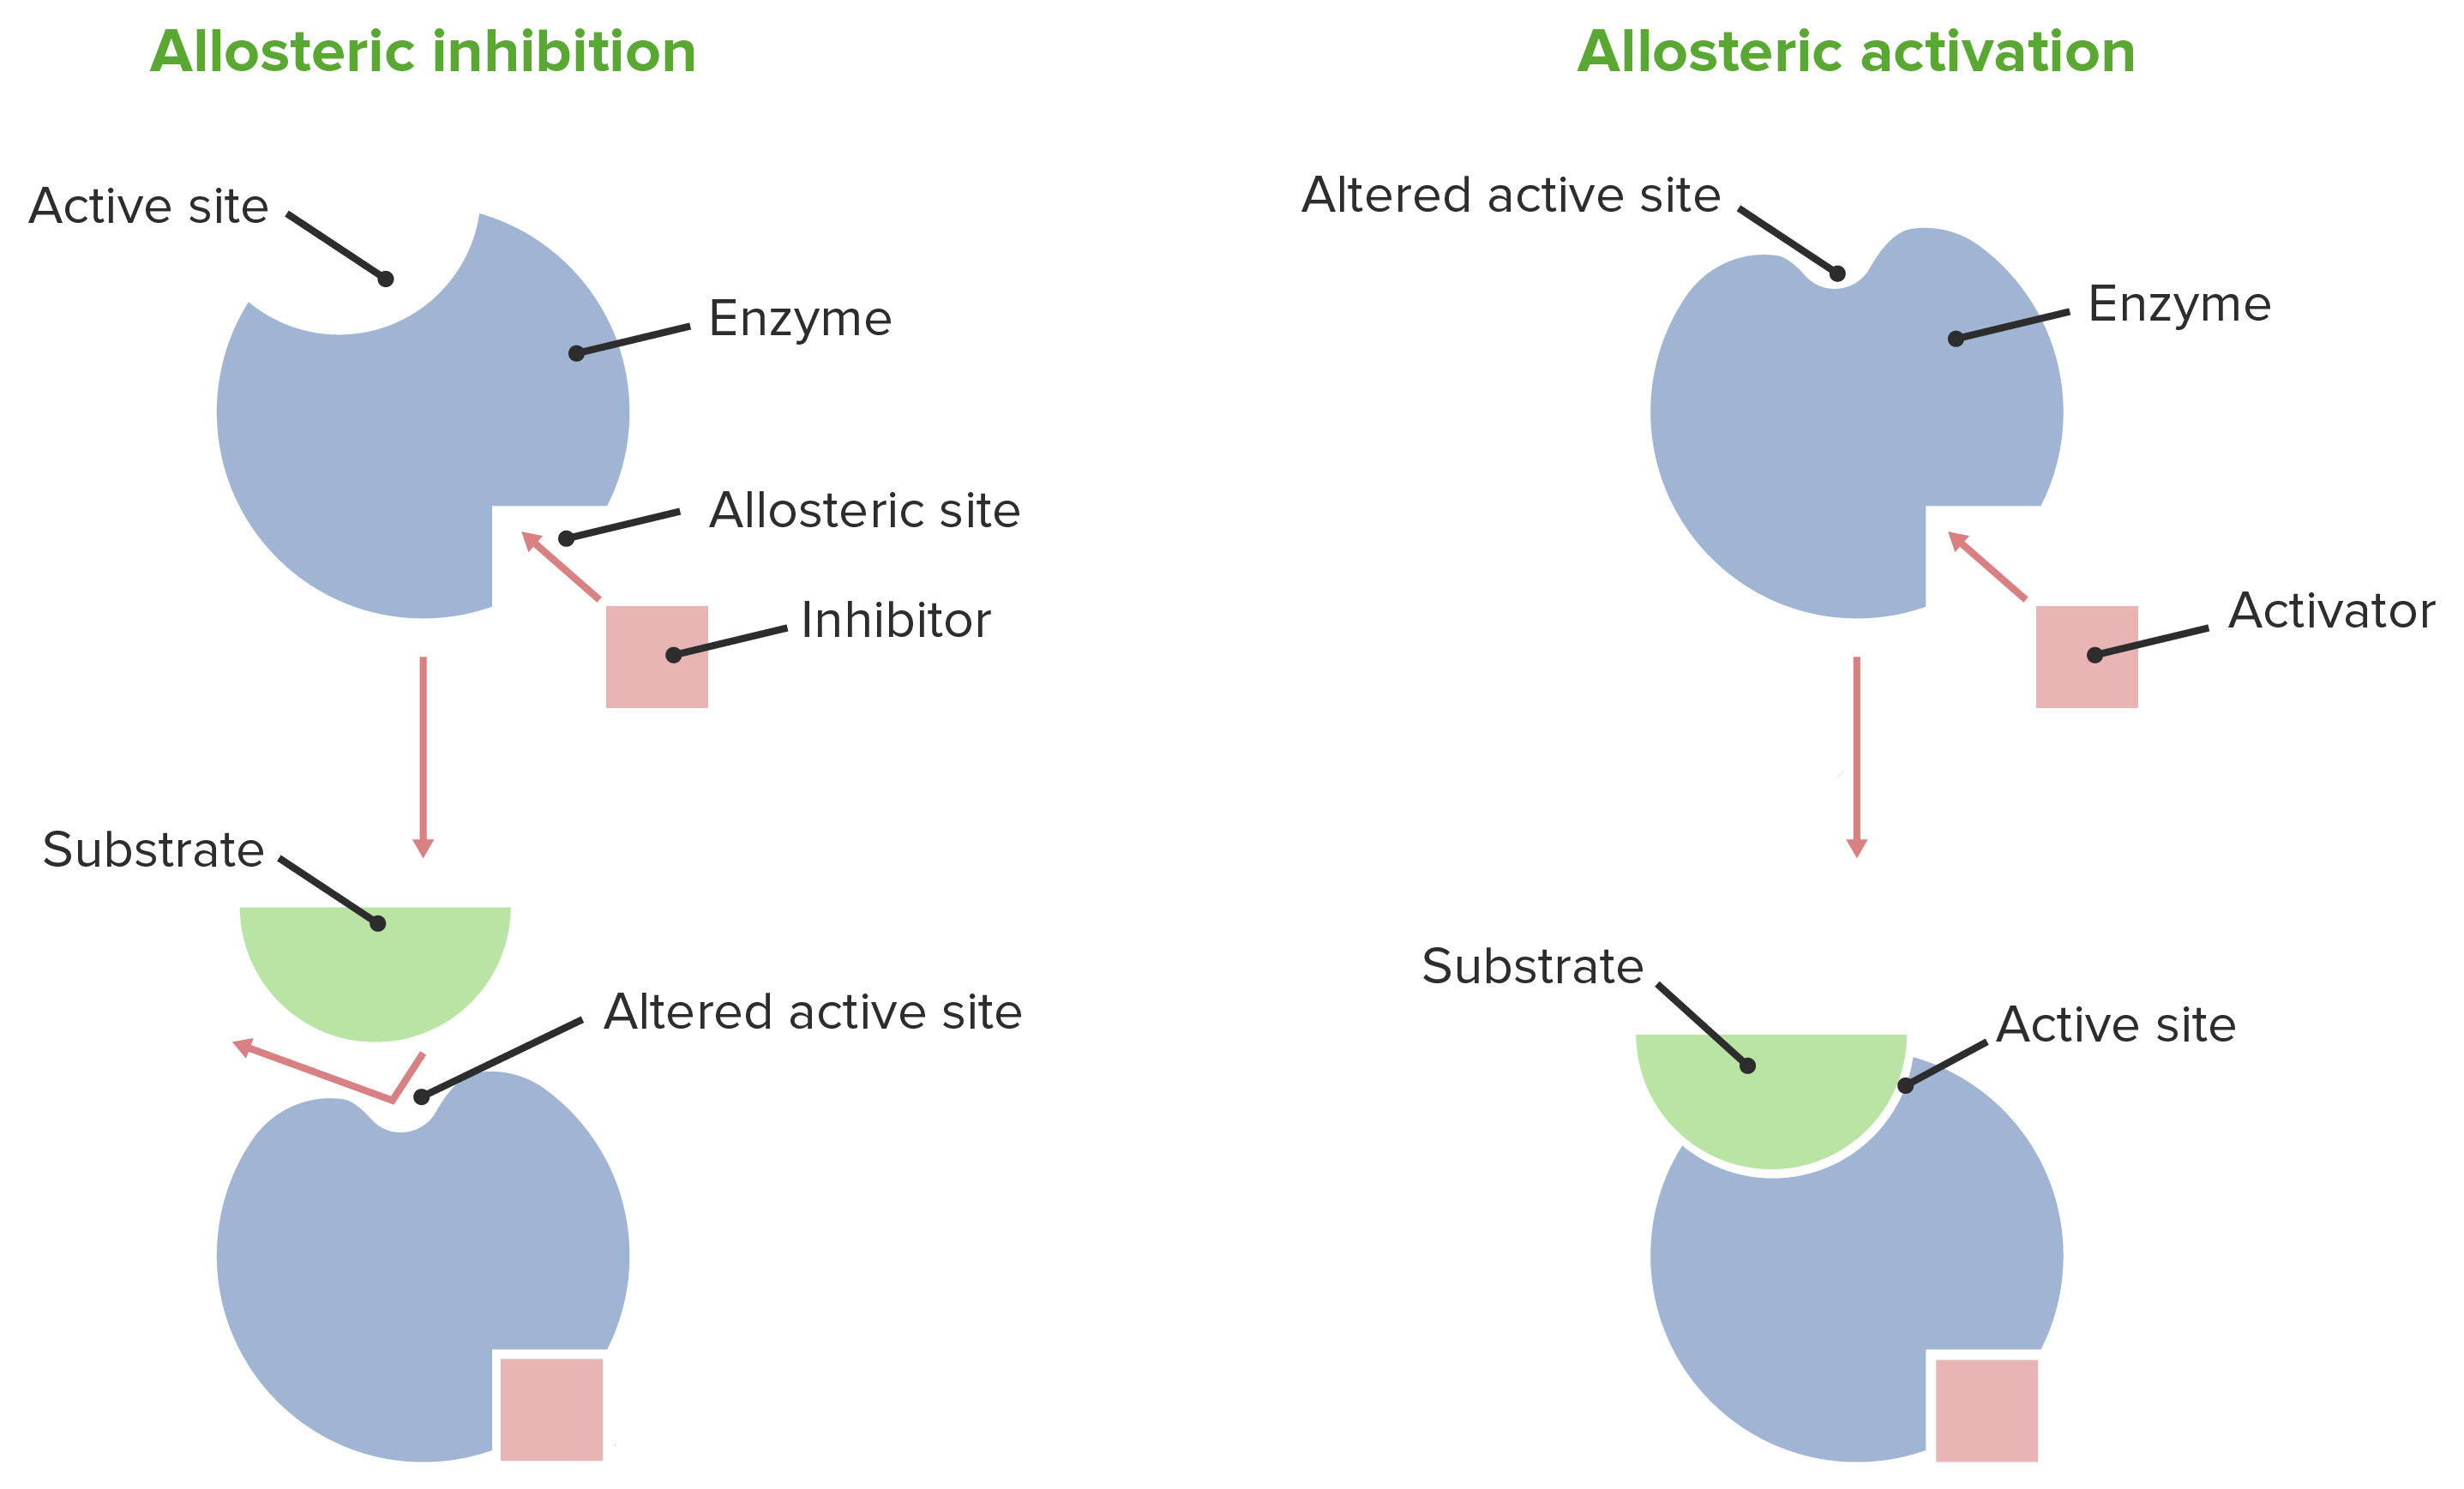 Allosteric inhibition
Active site
Enzyme
Allosteric site
Inhibitor
Substrate
Altered active site
Allosteric activation
Altered active site
Enzyme
Activator
Substrate
Active site